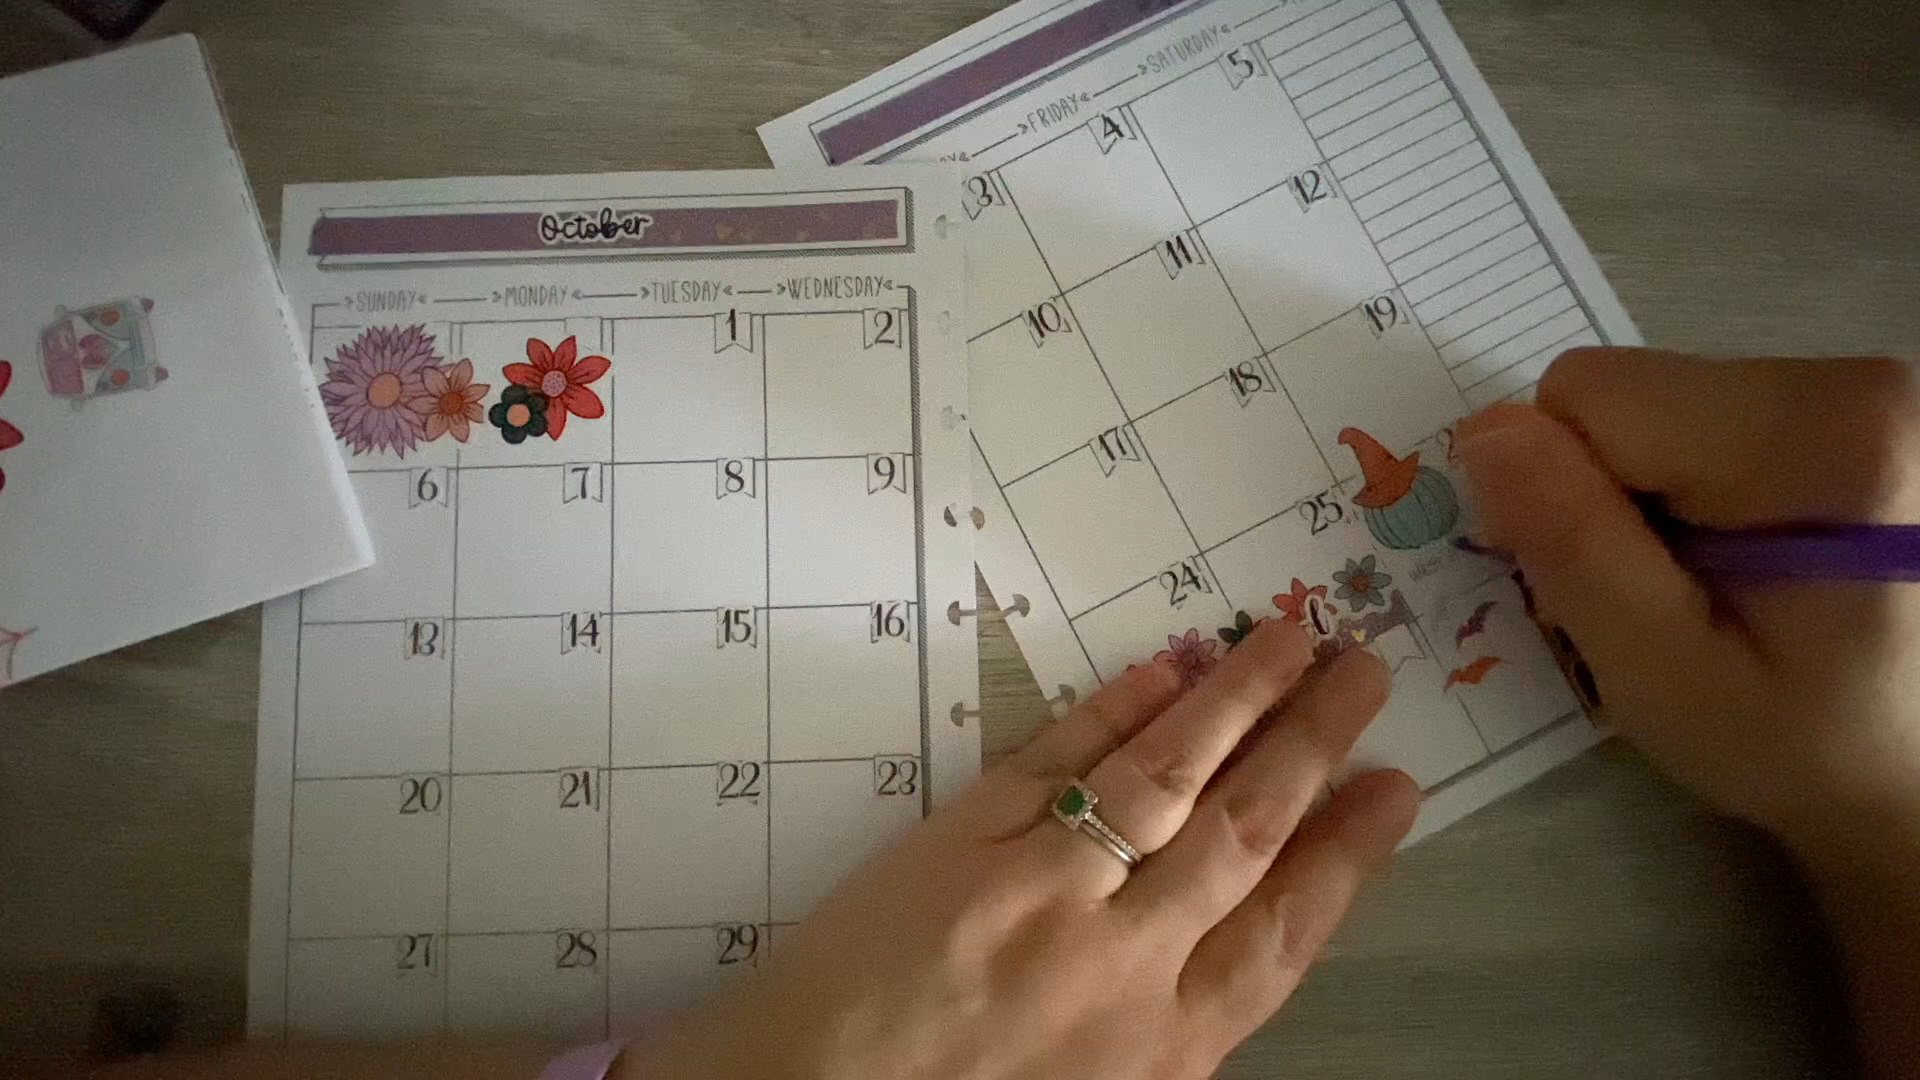 October
»SUNDAY« »MONDAY« »TUESDAY« »WEDNESDAY«
1 2
6 7 8 9
13 14 15 16
20 21 22 23
27 28 29
»FRIDAY« »SATURDAY«
3 4 5
10 11 12
17 18 19
24 25